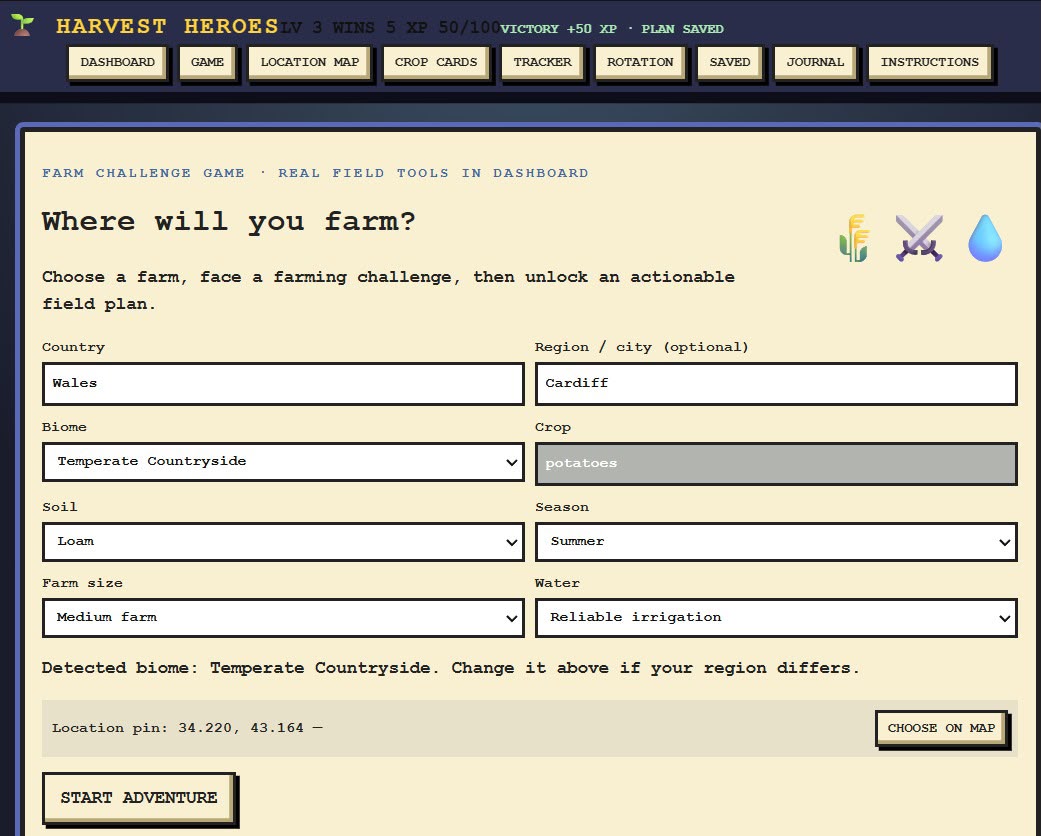 HARVEST HEROES LV 3 WINS 5 XP 50/100 VICTORY +50 XP · PLAN SAVED
DASHBOARD GAME LOCATION MAP CROP CARDS TRACKER ROTATION SAVED JOURNAL INSTRUCTIONS
FARM CHALLENGE GAME · REAL FIELD TOOLS IN DASHBOARD
Where will you farm?
Choose a farm, face a farming challenge, then unlock an actionable
field plan.
Country Region / city (optional)
Wales Cardiff
Biome Crop
Temperate Countryside potatoes
Soil Season
Loam Summer
Farm size Water
Medium farm Reliable irrigation
Detected biome: Temperate Countryside. Change it above if your region differs.
Location pin: 34.220, 43.164 — CHOOSE ON MAP
START ADVENTURE